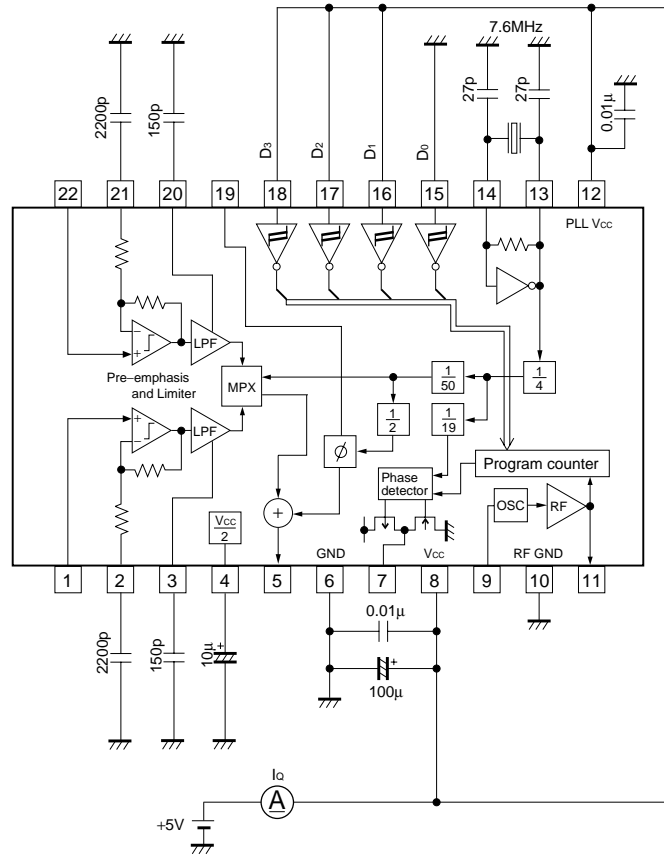 7.6MHz
2200p
150p
D3
D2
D1
D0
27p
27p
0.01μ
22
21
20
19
18
17
16
15
14
13
12
PLL VCC
−
+
LPF
Pre−emphasis
and Limiter
MPX
1/50
1/4
1/2
1/19
+
−
LPF
ϕ
Phase
detector
Program counter
VCC/2
+
OSC
RF
GND
VCC
RF GND
1
2
3
4
5
6
7
8
9
10
11
2200p
150p
10μ
+
0.01μ
+
100μ
IQ
A
+5V